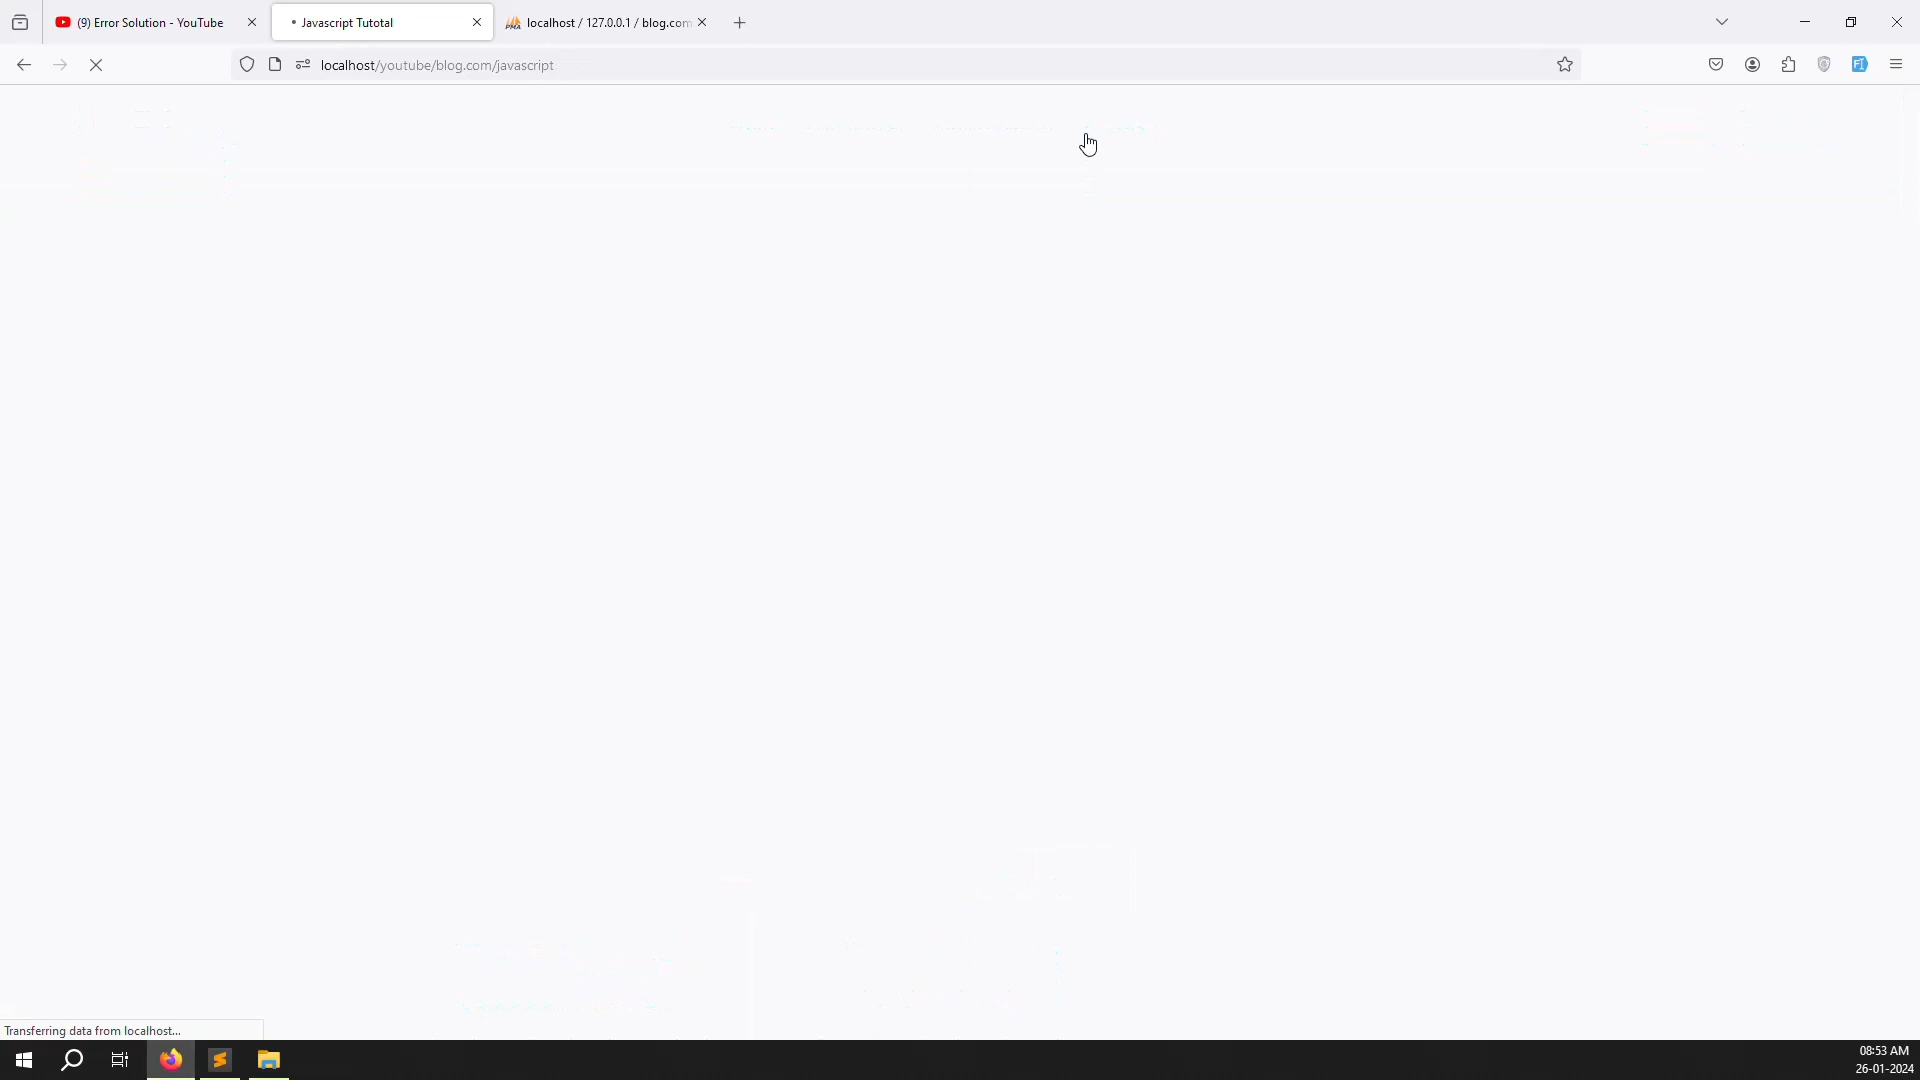 (9) Error Solution - YouTube
Javascript Tutotal
localhost / 127.0.0.1 / blog.com
localhost/youtube/blog.com/javascript
Transferring data from localhost...
08:53 AM
26-01-2024